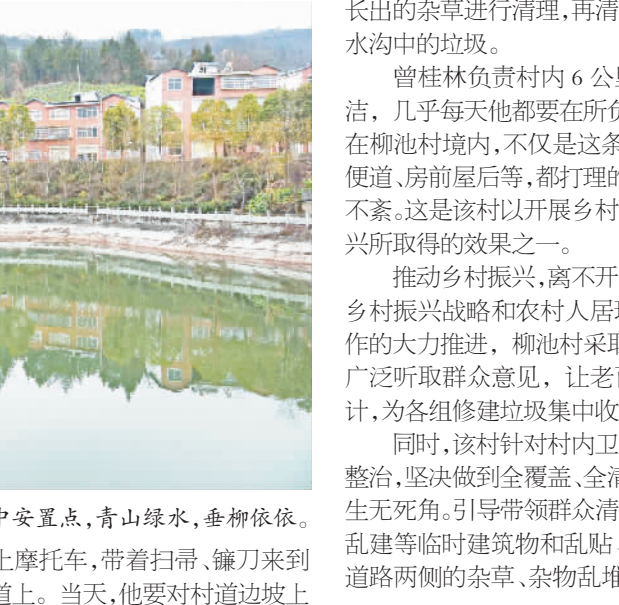 中安置点,青山绿水,垂柳依依。
上摩托车,带着扫帚、镰刀来到
道上。当天,他要对村道边坡上
长出的杂草进行清理,再清
水沟中的垃圾。
曾桂林负责村内 6 公里
洁，几乎每天他都要在所负
在柳池村境内,不仅是这条
便道、房前屋后等,都打理的
不紊。这是该村以开展乡村
兴所取得的效果之一。
推动乡村振兴,离不开
乡村振兴战略和农村人居环
作的大力推进，柳池村采取
广泛听取群众意见，让老百
计,为各组修建垃圾集中收
同时,该村针对村内卫
整治,坚决做到全覆盖、全清
生无死角。引导带领群众清
乱建等临时建筑物和乱贴、
道路两侧的杂草、杂物乱堆